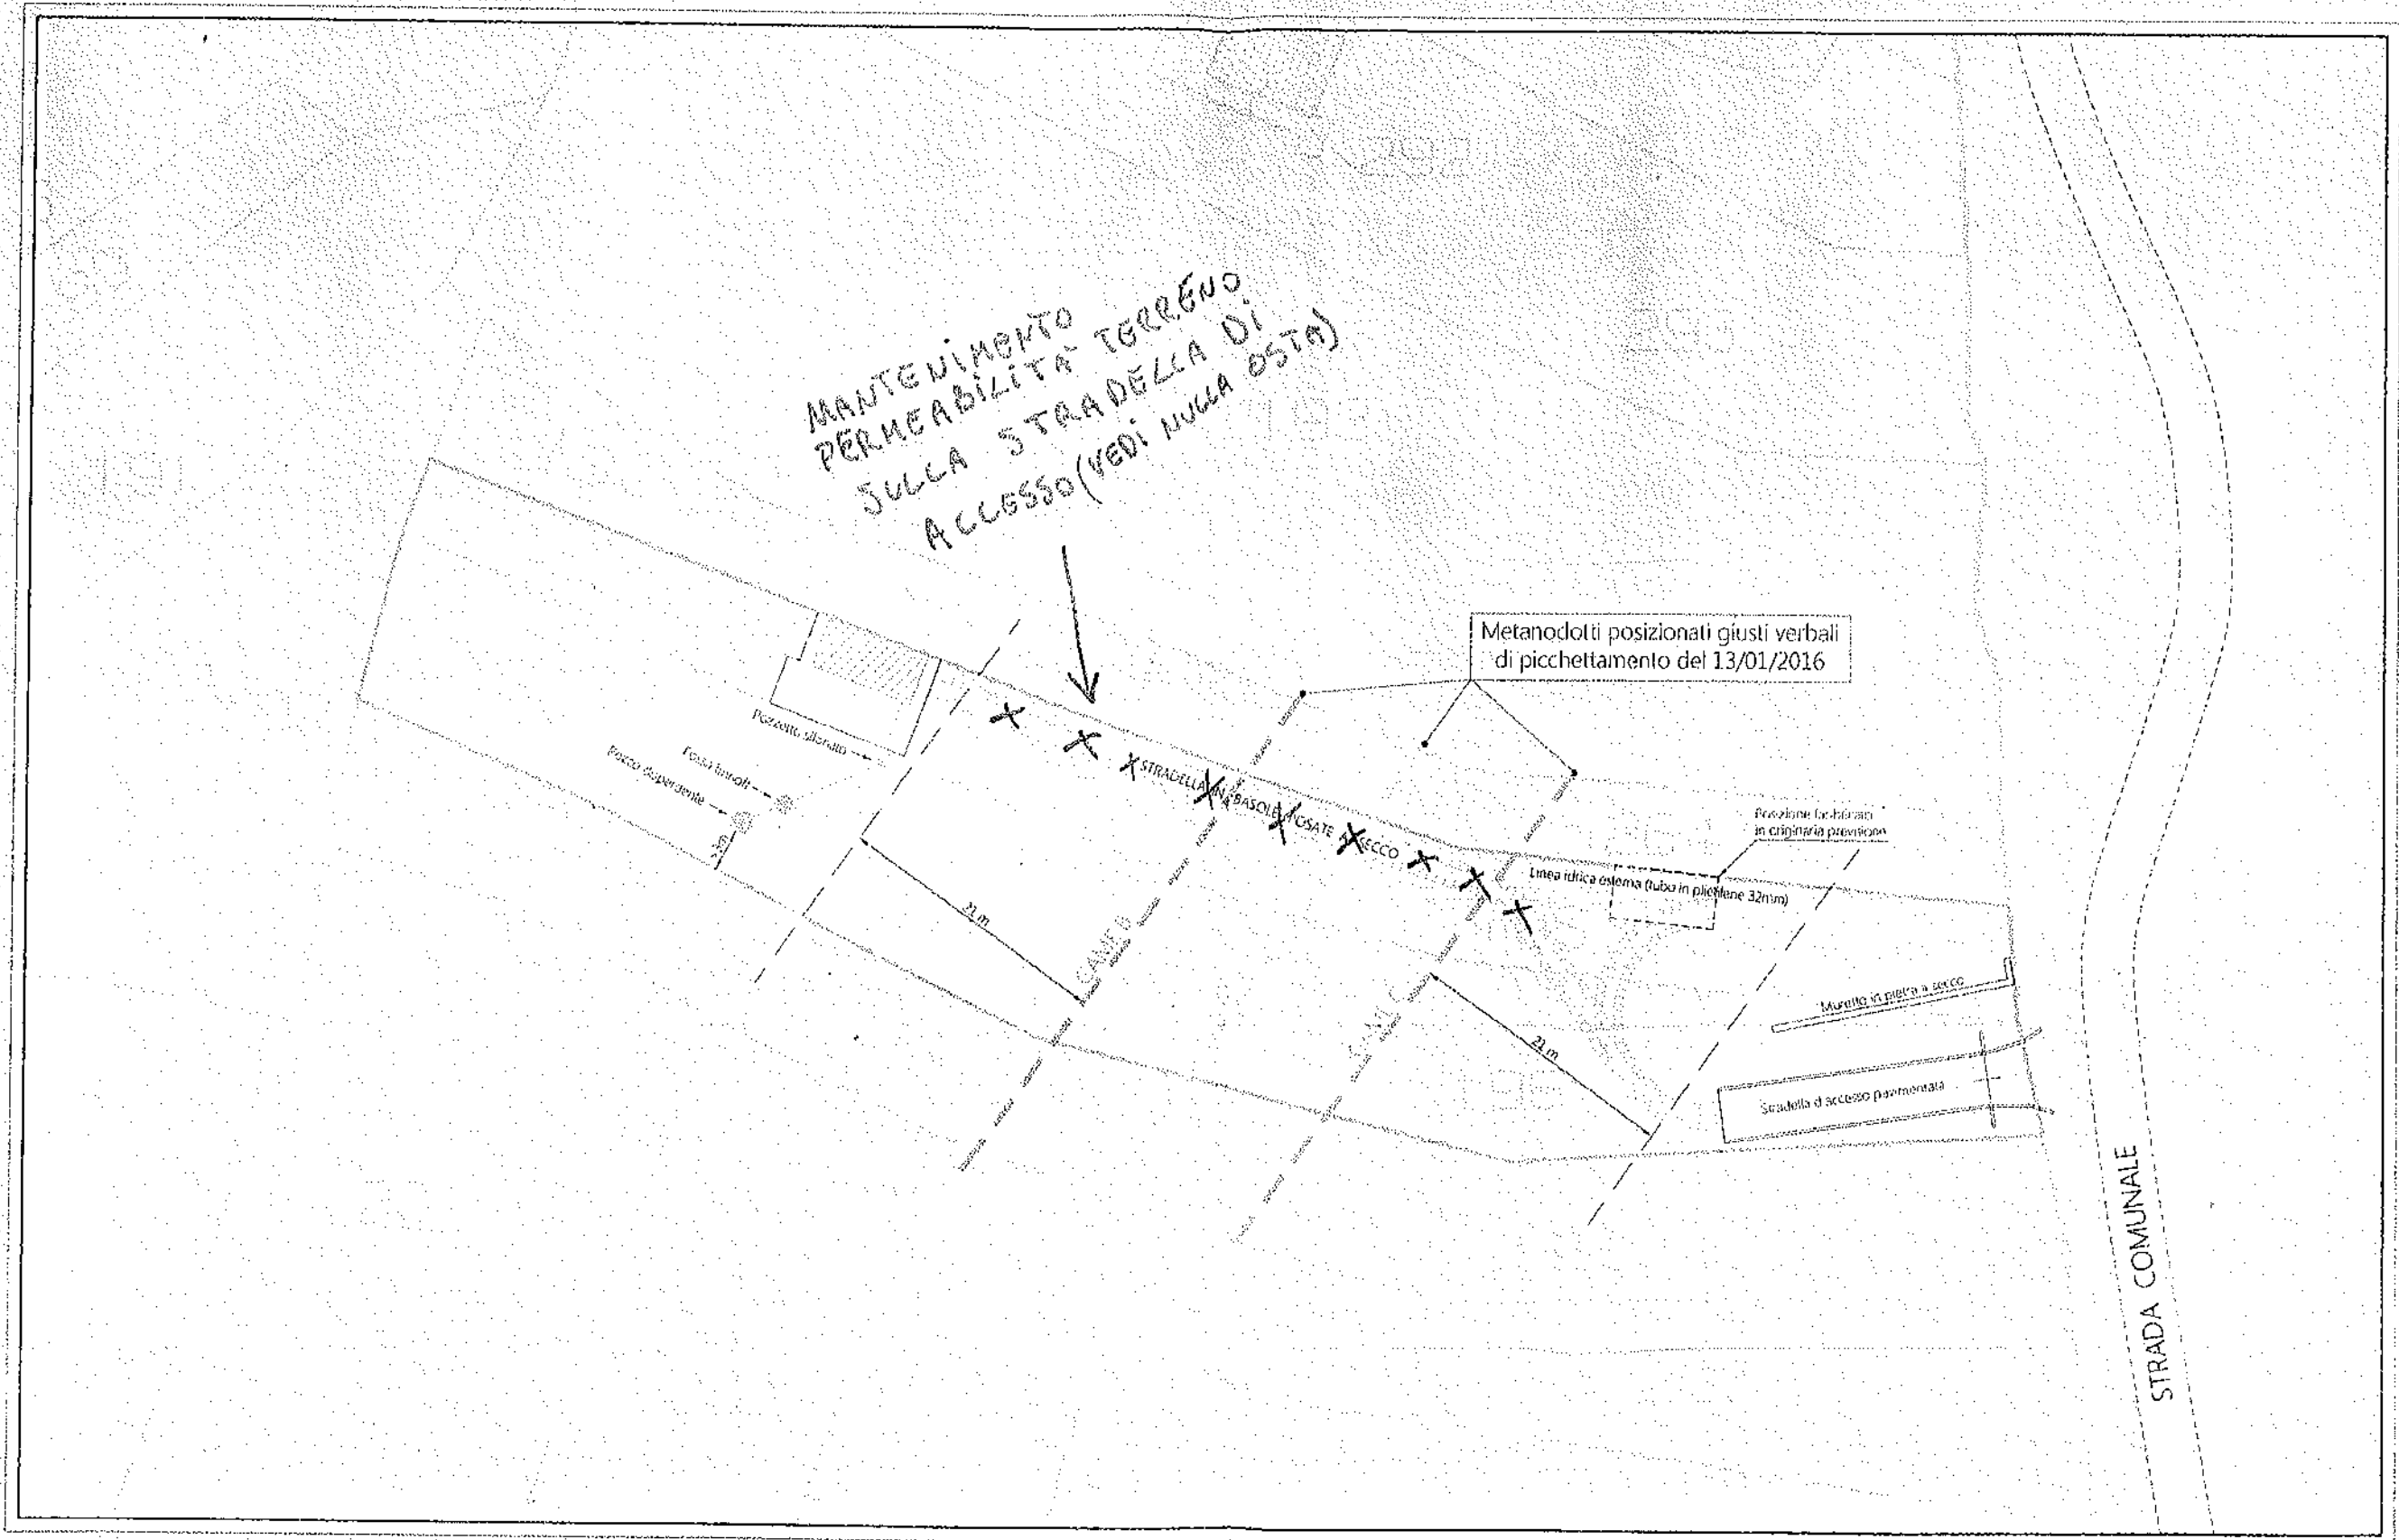 MANTENIMENTO
PERMEABILITÀ TERRENO
SULLA STRADELLA DI
ACCESSO (VEDI NULLA OSTA)
Metanodotti posizionati giusti verbali
di picchettamento del 13/01/2016
Pozzetto sifonato
Fossa Imhoff
Pozzo disperdente
STRADELLA IN BASOLE POSATE A SECCO
Posizione fabbricato
in originaria previsione
Linea idrica esterna (tubo in plietilene 32mm)
21 m
21 m
Muretto in pietra a secco
Stradella d'accesso pavimentata
STRADA COMUNALE